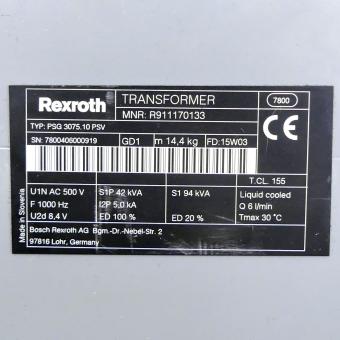 Rexroth
TRANSFORMER
7800
MNR: R911170133
TYP: PSG 3075.10 PSV
SN: 7800406000919 GD1 m 14,4 kg FD:15W03
T.CL. 155
U1N AC 500 V S1P 42 kVA S1 94 kVA Liquid cooled
F 1000 Hz I2P 5,0 kA Q 6 l/min
U2d 8,4 V ED 100 % ED 20 % Tmax 30 °C
Bosch Rexroth AG Bgm.-Dr.-Nebel-Str. 2
97816 Lohr, Germany
Made in Slovenia
CE